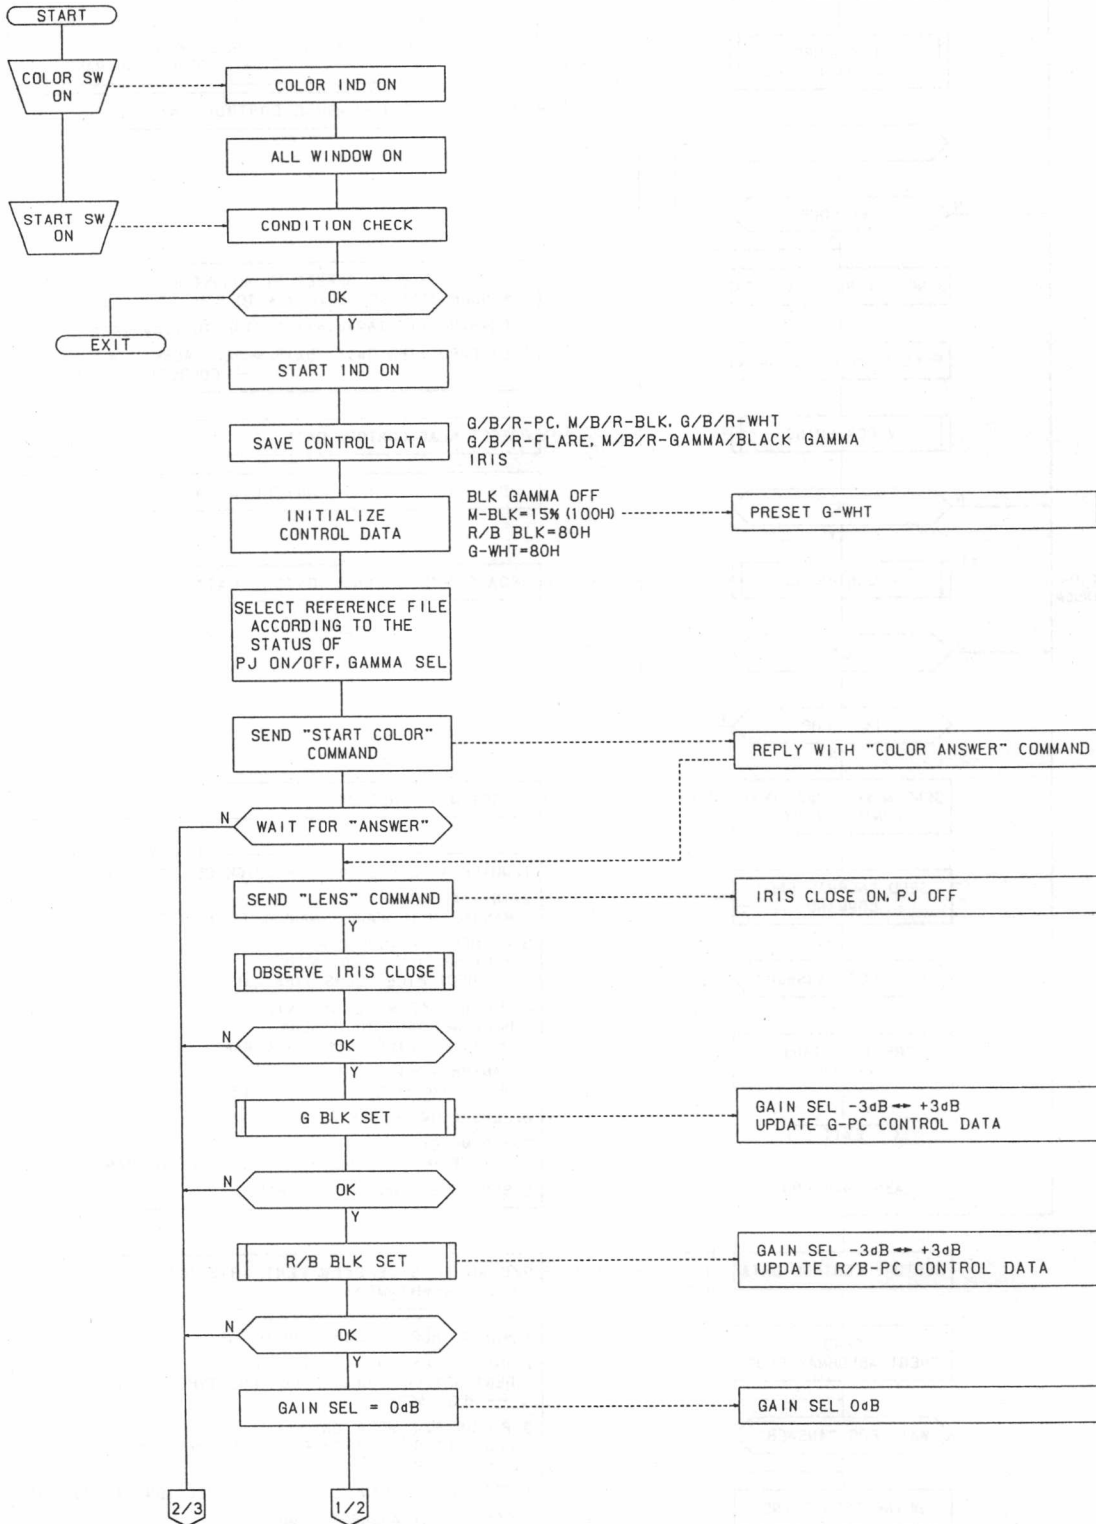 START
COLOR SW
ON
COLOR IND ON
ALL WINDOW ON
START SW
ON
CONDITION CHECK
OK
Y
EXIT
START IND ON
SAVE CONTROL DATA
G/B/R-PC, M/B/R-BLK, G/B/R-WHT
G/B/R-FLARE, M/B/R-GAMMA/BLACK GAMMA
IRIS
INITIALIZE
CONTROL DATA
BLK GAMMA OFF
M-BLK=15% (100H)
R/B BLK=80H
G-WHT=80H
PRESET G-WHT
SELECT REFERENCE FILE
ACCORDING TO THE
STATUS OF
PJ ON/OFF, GAMMA SEL
SEND "START COLOR"
COMMAND
REPLY WITH "COLOR ANSWER" COMMAND
N
WAIT FOR "ANSWER"
SEND "LENS" COMMAND
Y
IRIS CLOSE ON, PJ OFF
OBSERVE IRIS CLOSE
N
OK
Y
G BLK SET
GAIN SEL -3dB ↔ +3dB
UPDATE G-PC CONTROL DATA
N
OK
Y
R/B BLK SET
GAIN SEL -3dB ↔ +3dB
UPDATE R/B-PC CONTROL DATA
N
OK
Y
GAIN SEL = 0dB
GAIN SEL 0dB
2/3
1/2